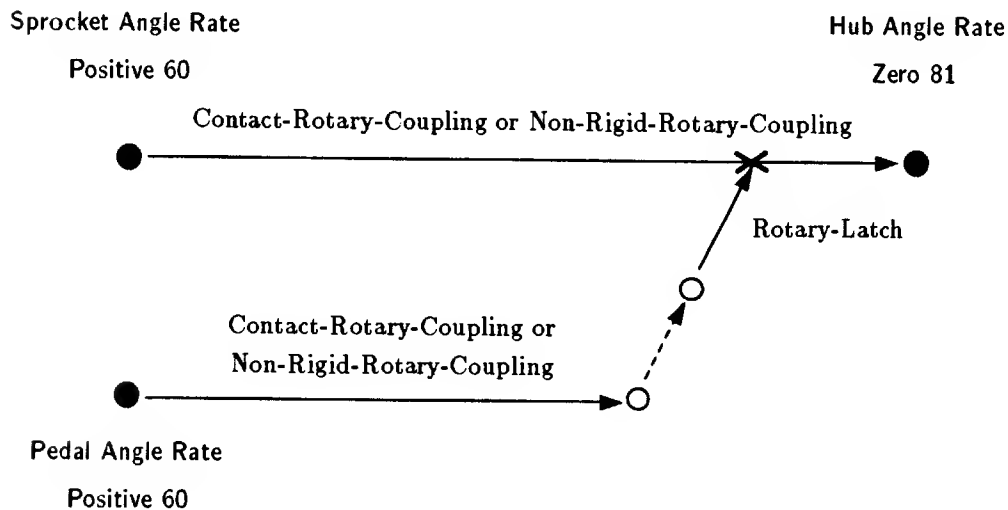 Sprocket Angle Rate
Positive 60
Hub Angle Rate
Zero 81
Contact-Rotary-Coupling or Non-Rigid-Rotary-Coupling
Rotary-Latch
Contact-Rotary-Coupling or
Non-Rigid-Rotary-Coupling
Pedal Angle Rate
Positive 60